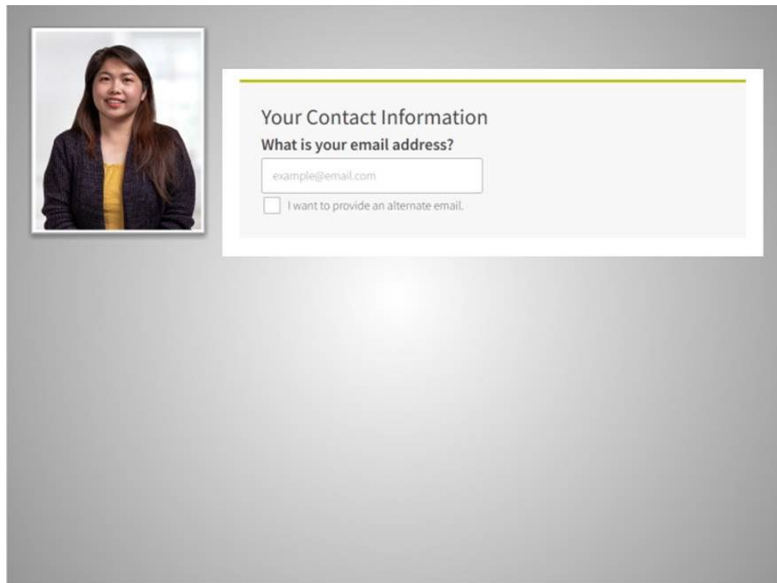 Your Contact Information
What is your email address?
example@email.com
I want to provide an alternate email.